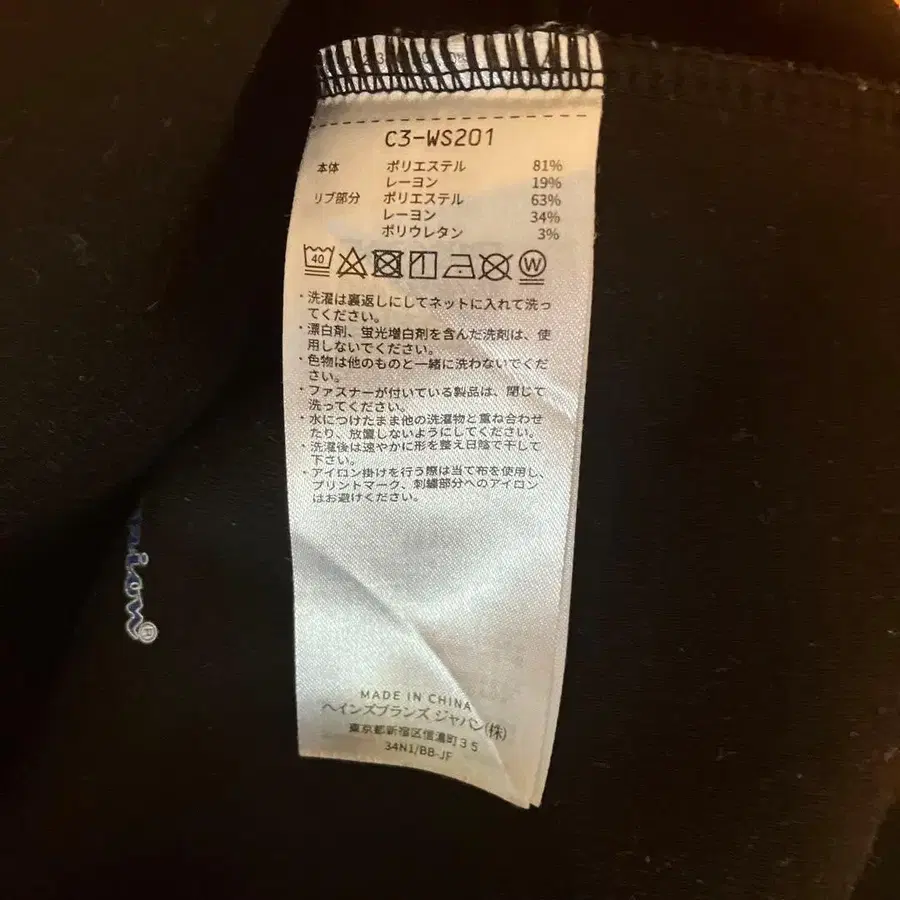 C3-WS201
本体 ポリエステル 81%
レーヨン 19%
リブ部分 ポリエステル 63%
レーヨン 34%
ポリウレタン 3%
40 W
・洗濯は裏返しにしてネットに入れて洗っ
てください。
・漂白剤、蛍光増白剤を含んだ洗剤は、使
用しないでください。
・色物は他のものと一緒に洗わないでくだ
さい。
・ファスナーが付いている製品は、閉じて
洗ってください。
・水につけたまま他の洗濯物と重ね合わせ
たり、放置しないようにしてください。
・洗濯後は速やかに形を整え日陰で干して
下さい。
・アイロン掛けを行う際は当て布を使用し、
プリントマーク、刺繍部分へのアイロン
はお避けください。
MADE IN CHINA
ヘインズブランズ ジャパン(株)
東京都新宿区信濃町35
34N1/BB-JF
pion®